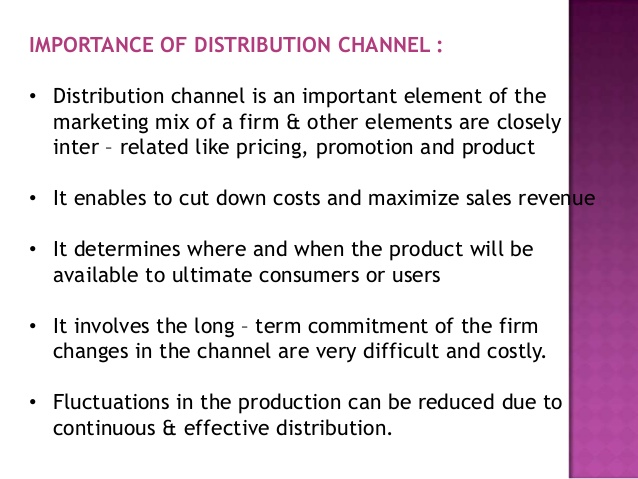 IMPORTANCE OF DISTRIBUTION CHANNEL :
• Distribution channel is an important element of the
marketing mix of a firm & other elements are closely
inter – related like pricing, promotion and product
• It enables to cut down costs and maximize sales revenue
• It determines where and when the product will be
available to ultimate consumers or users
• It involves the long – term commitment of the firm
changes in the channel are very difficult and costly.
• Fluctuations in the production can be reduced due to
continuous & effective distribution.